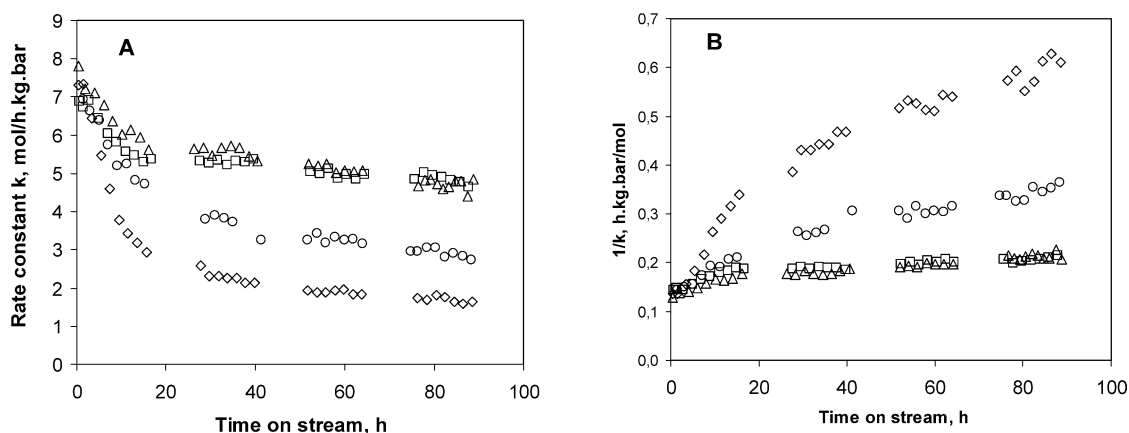 A
Rate constant k, mol/h.kg.bar
9
8
7
6
5
4
3
2
1
0
0 20 40 60 80 100
Time on stream, h
B
1/k, h.kg.bar/mol
0,7
0,6
0,5
0,4
0,3
0,2
0,1
0,0
0 20 40 60 80 100
Time on stream, h